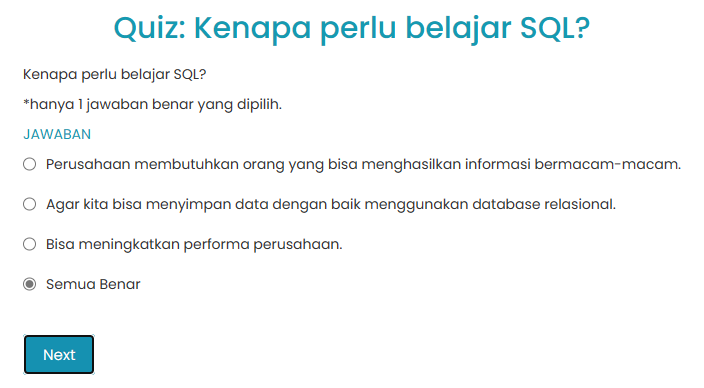 Quiz: Kenapa perlu belajar SQL?
Kenapa perlu belajar SQL?
*hanya 1 jawaban benar yang dipilih.
JAWABAN
Perusahaan membutuhkan orang yang bisa menghasilkan informasi bermacam-macam.
Agar kita bisa menyimpan data dengan baik menggunakan database relasional.
Bisa meningkatkan performa perusahaan.
Semua Benar
Next